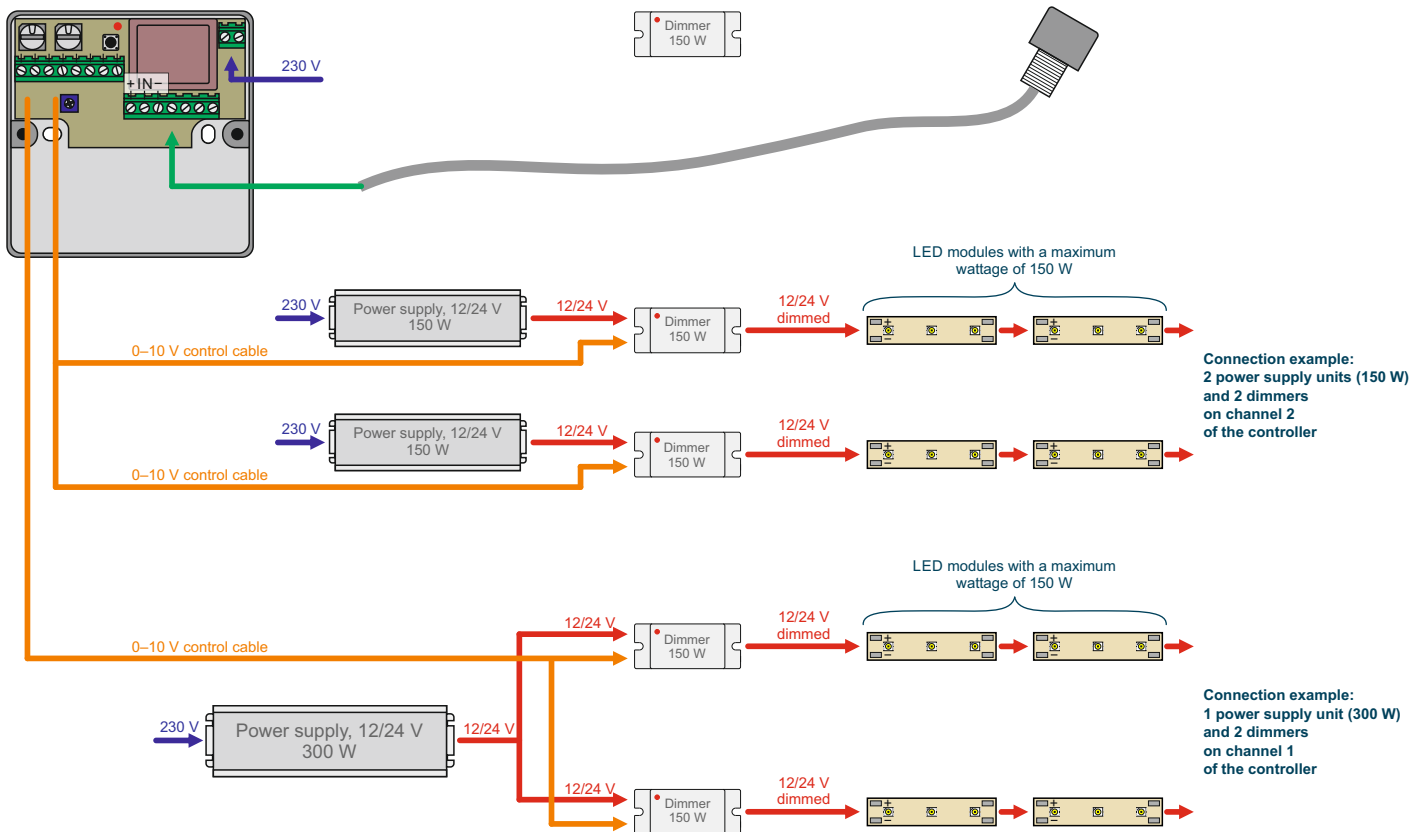 Dimmer
150 W
230 V
+IN−
LED modules with a maximum
wattage of 150 W
230 V
Power supply, 12/24 V
150 W
12/24 V
Dimmer
150 W
12/24 V
dimmed
+
−
+
−
0–10 V control cable
Connection example:
2 power supply units (150 W)
and 2 dimmers
on channel 2
of the controller
230 V
Power supply, 12/24 V
150 W
12/24 V
Dimmer
150 W
12/24 V
dimmed
+
−
+
−
0–10 V control cable
LED modules with a maximum
wattage of 150 W
12/24 V
Dimmer
150 W
12/24 V
dimmed
+
−
+
−
0–10 V control cable
230 V
Power supply, 12/24 V
300 W
12/24 V
Connection example:
1 power supply unit (300 W)
and 2 dimmers
on channel 1
of the controller
12/24 V
Dimmer
150 W
12/24 V
dimmed
+
−
+
−